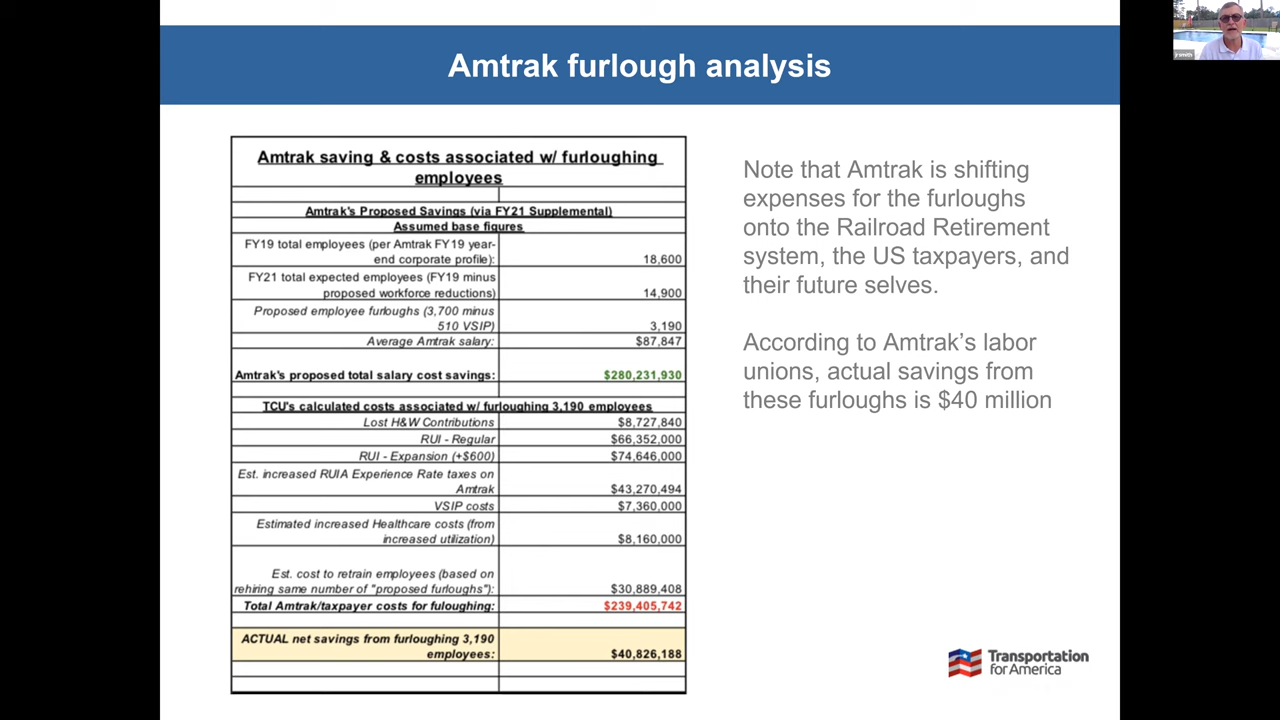 Amtrak furlough analysis
Amtrak saving & costs associated w/ furloughing
employees
Amtrak's Proposed Savings (via FY21 Supplemental)
Assumed base figures
FY19 total employees (per Amtrak FY19 year-
end corporate profile): 18,600
FY21 total expected employees (FY19 minus
proposed workforce reductions) 14,900
Proposed employee furloughs (3,700 minus
510 VSIP) 3,190
Average Amtrak salary: $87,847
Amtrak's proposed total salary cost savings: $280,231,930
TCU's calculated costs associated w/ furloughing 3,190 employees
Lost H&W Contributions $8,727,840
RUI - Regular $66,352,000
RUI - Expansion (+$600) $74,646,000
Est. increased RUIA Experience Rate taxes on
Amtrak $43,270,494
VSIP costs $7,360,000
Estimated increased Healthcare costs (from
increased utilization) $8,160,000
Est. cost to retrain employees (based on
rehiring same number of "proposed furloughs"): $30,889,408
Total Amtrak/taxpayer costs for fuloughing: $239,405,742
ACTUAL net savings from furloughing 3,190
employees: $40,826,188
Note that Amtrak is shifting
expenses for the furloughs
onto the Railroad Retirement
system, the US taxpayers, and
their future selves.
According to Amtrak’s labor
unions, actual savings from
these furloughs is $40 million
Transportation
for America